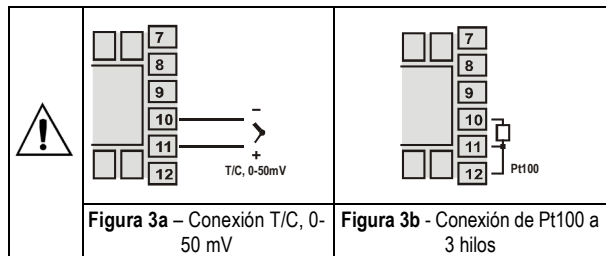 7
8
9
10
11
12
−
+
T/C, 0-50mV
7
8
9
10
11
12
Pt100
Figura 3a – Conexión T/C, 0-
50 mV
Figura 3b - Conexión de Pt100 a
3 hilos